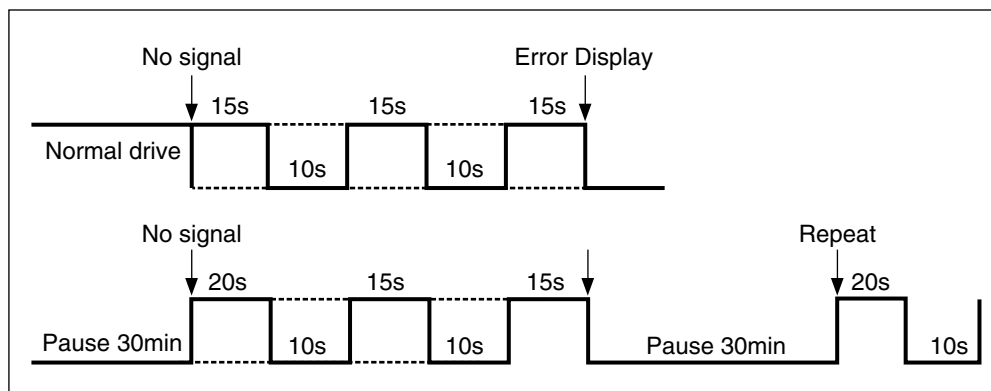 No signal Error Display
15s 15s 15s
Normal drive
10s 10s
No signal Repeat
20s 15s 15s 20s
Pause 30min 10s 10s Pause 30min 10s